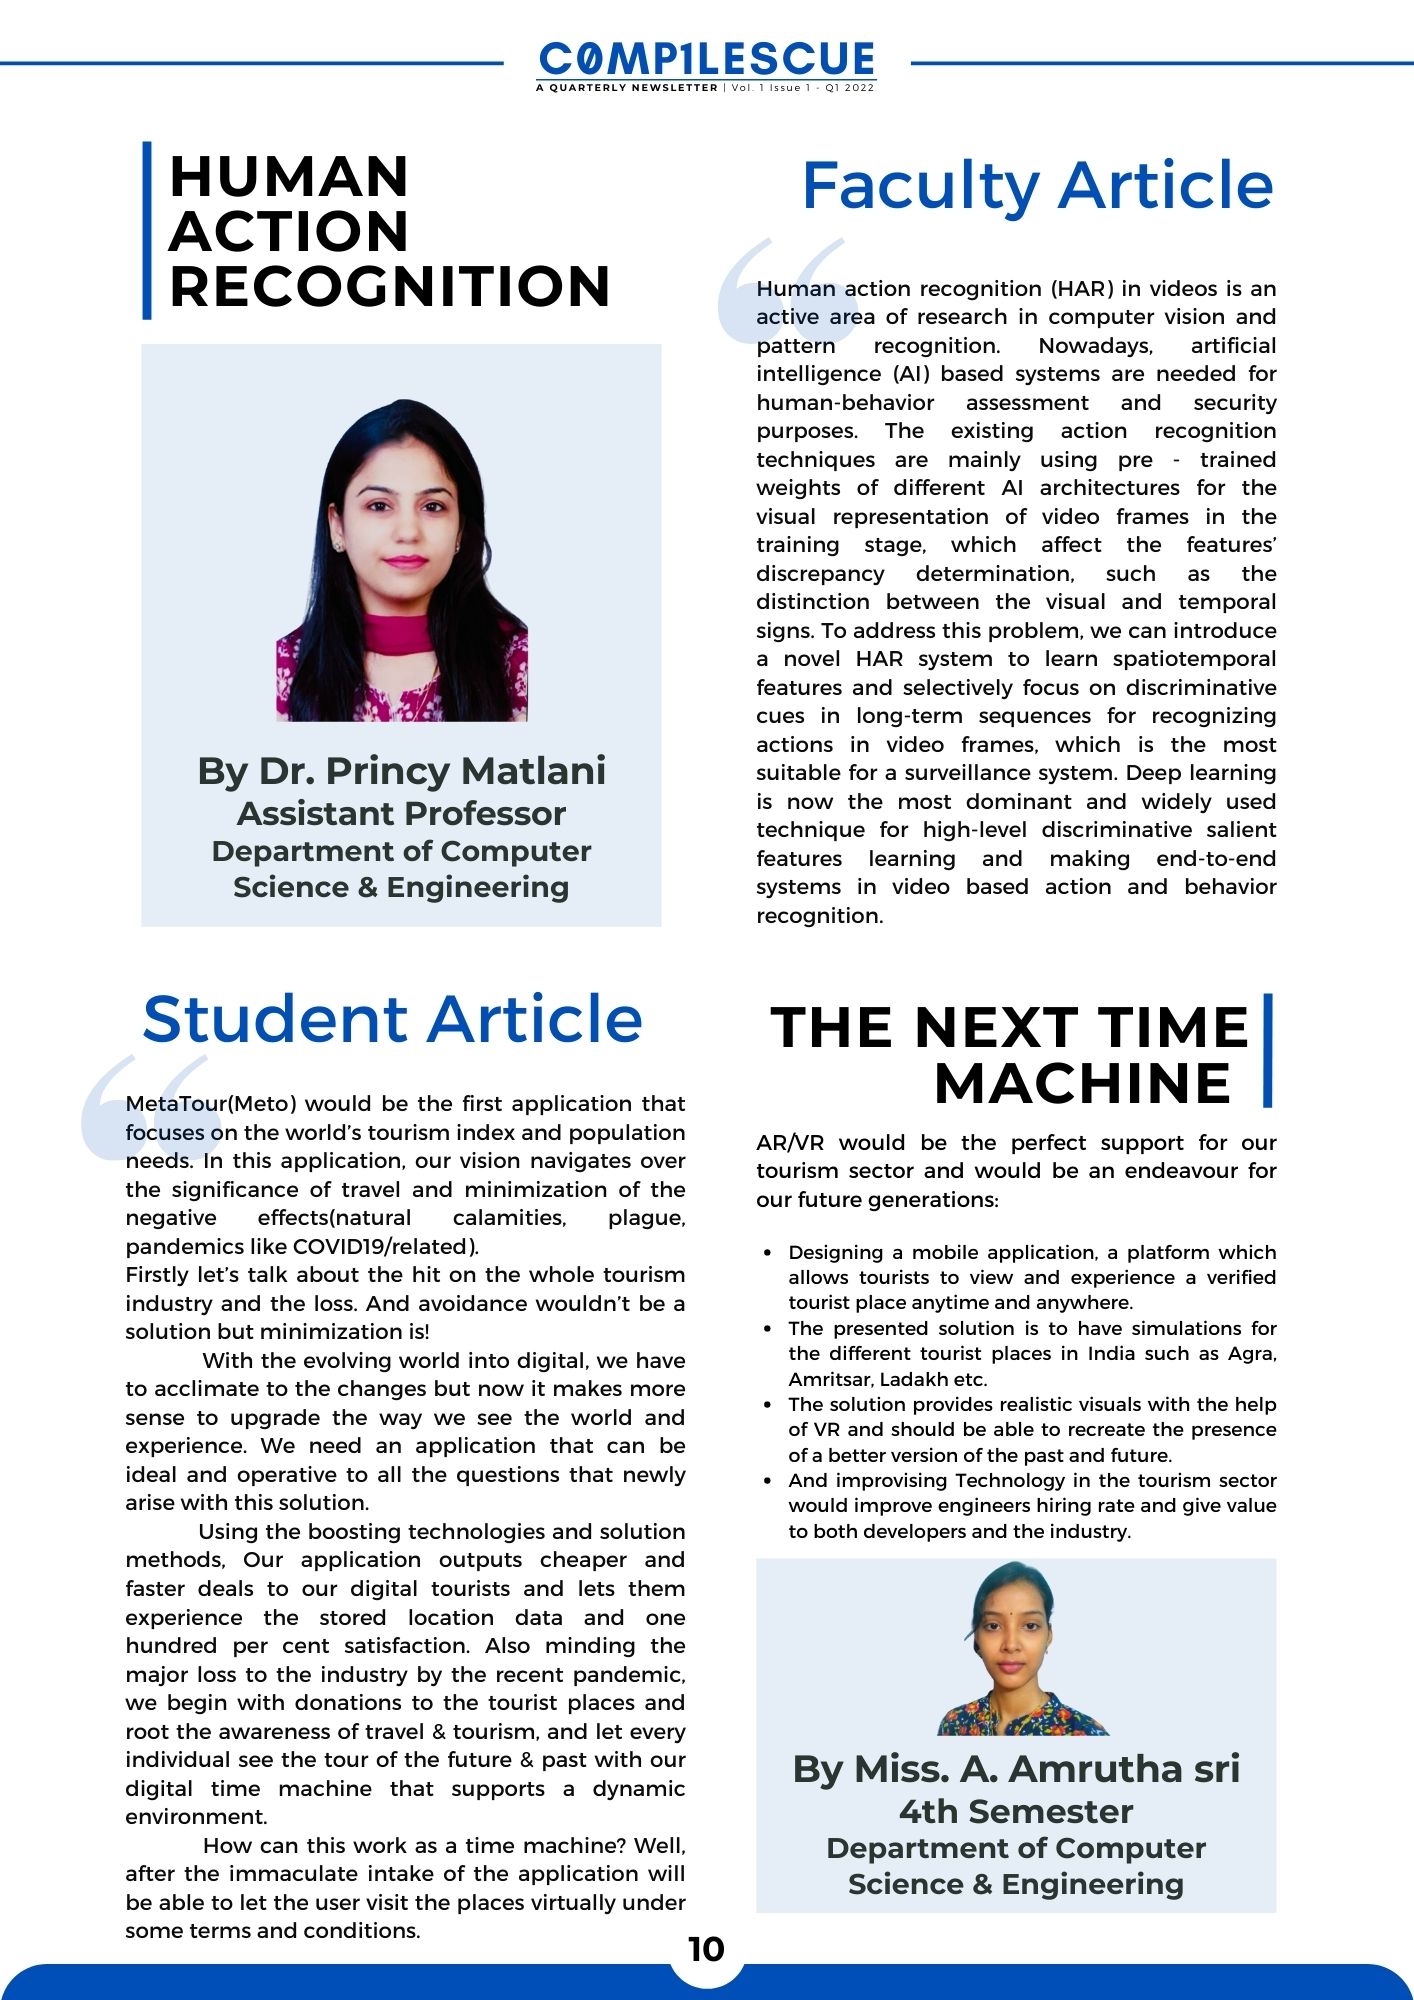 C0MP1LESCUE
A QUARTERLY NEWSLETTER | Vol. 1 Issue 1 - Q1 2022
HUMAN
ACTION
RECOGNITION
By Dr. Princy Matlani
Assistant Professor
Department of Computer
Science & Engineering
Faculty Article
Human action recognition (HAR) in videos is an
active area of research in computer vision and
pattern recognition. Nowadays, artificial
intelligence (AI) based systems are needed for
human-behavior assessment and security
purposes. The existing action recognition
techniques are mainly using pre - trained
weights of different AI architectures for the
visual representation of video frames in the
training stage, which affect the features’
discrepancy determination, such as the
distinction between the visual and temporal
signs. To address this problem, we can introduce
a novel HAR system to learn spatiotemporal
features and selectively focus on discriminative
cues in long-term sequences for recognizing
actions in video frames, which is the most
suitable for a surveillance system. Deep learning
is now the most dominant and widely used
technique for high-level discriminative salient
features learning and making end-to-end
systems in video based action and behavior
recognition.
Student Article
MetaTour(Meto) would be the first application that
focuses on the world’s tourism index and population
needs. In this application, our vision navigates over
the significance of travel and minimization of the
negative effects(natural calamities, plague,
pandemics like COVID19/related).
Firstly let’s talk about the hit on the whole tourism
industry and the loss. And avoidance wouldn’t be a
solution but minimization is!
With the evolving world into digital, we have
to acclimate to the changes but now it makes more
sense to upgrade the way we see the world and
experience. We need an application that can be
ideal and operative to all the questions that newly
arise with this solution.
Using the boosting technologies and solution
methods, Our application outputs cheaper and
faster deals to our digital tourists and lets them
experience the stored location data and one
hundred per cent satisfaction. Also minding the
major loss to the industry by the recent pandemic,
we begin with donations to the tourist places and
root the awareness of travel & tourism, and let every
individual see the tour of the future & past with our
digital time machine that supports a dynamic
environment.
How can this work as a time machine? Well,
after the immaculate intake of the application will
be able to let the user visit the places virtually under
some terms and conditions.
THE NEXT TIME
MACHINE
AR/VR would be the perfect support for our
tourism sector and would be an endeavour for
our future generations:
• Designing a mobile application, a platform which
allows tourists to view and experience a verified
tourist place anytime and anywhere.
• The presented solution is to have simulations for
the different tourist places in India such as Agra,
Amritsar, Ladakh etc.
• The solution provides realistic visuals with the help
of VR and should be able to recreate the presence
of a better version of the past and future.
• And improvising Technology in the tourism sector
would improve engineers hiring rate and give value
to both developers and the industry.
By Miss. A. Amrutha sri
4th Semester
Department of Computer
Science & Engineering
10